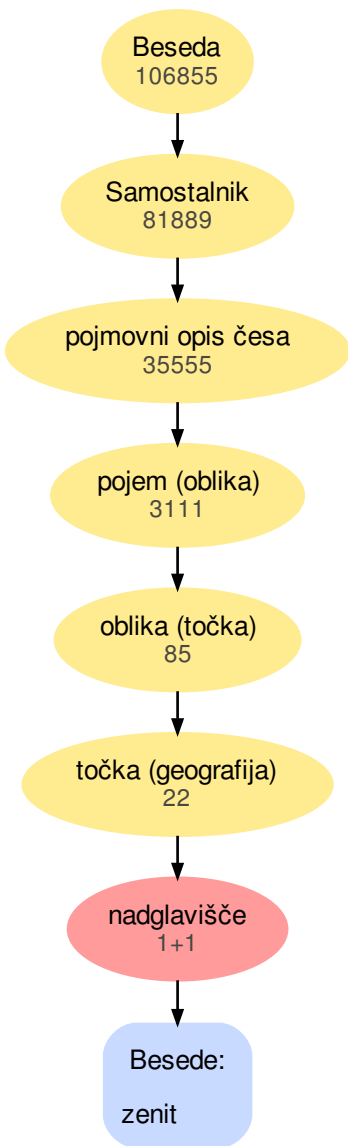 Beseda
106855
Samostalnik
81889
pojmovni opis česa
35555
pojem (oblika)
3111
oblika (točka)
85
točka (geografija)
22
nadglavišče
1+1
Besede:
zenit